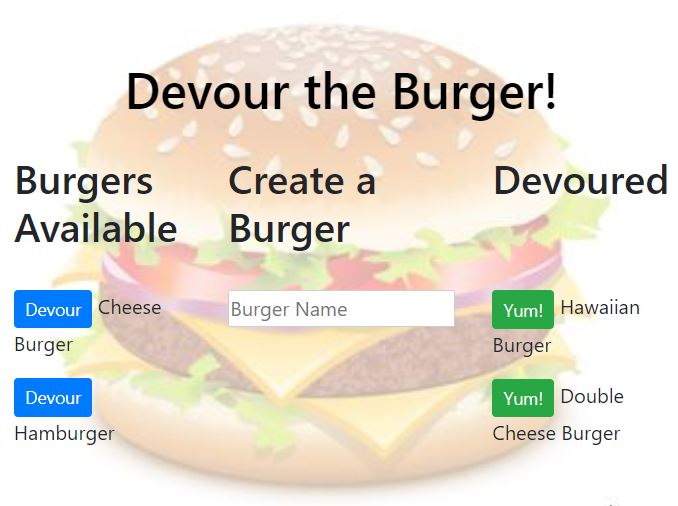 Devour the Burger!
Burgers
Available
Devour Cheese
Burger
Devour
Hamburger
Create a
Burger
Burger Name
Devoured
Yum! Hawaiian
Burger
Yum! Double
Cheese Burger